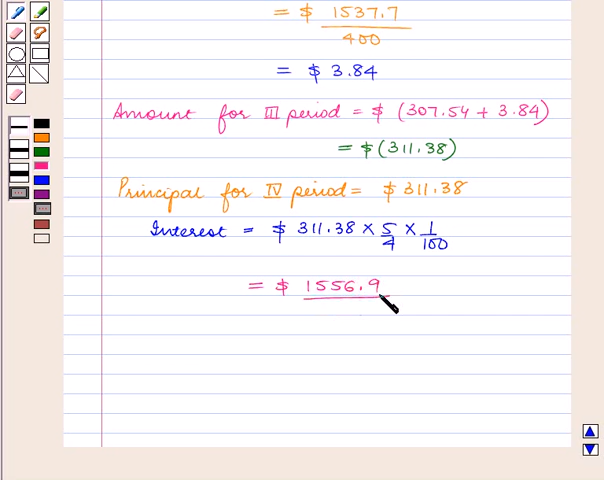 = $ 1537.7
400
= $ 3.84
Amount for III period = $ (307.54 + 3.84)
= $ (311.38)
Principal for IV period = $ 311.38
Interest = $ 311.38 × 5/4 × 1/100
= $ 1556.9